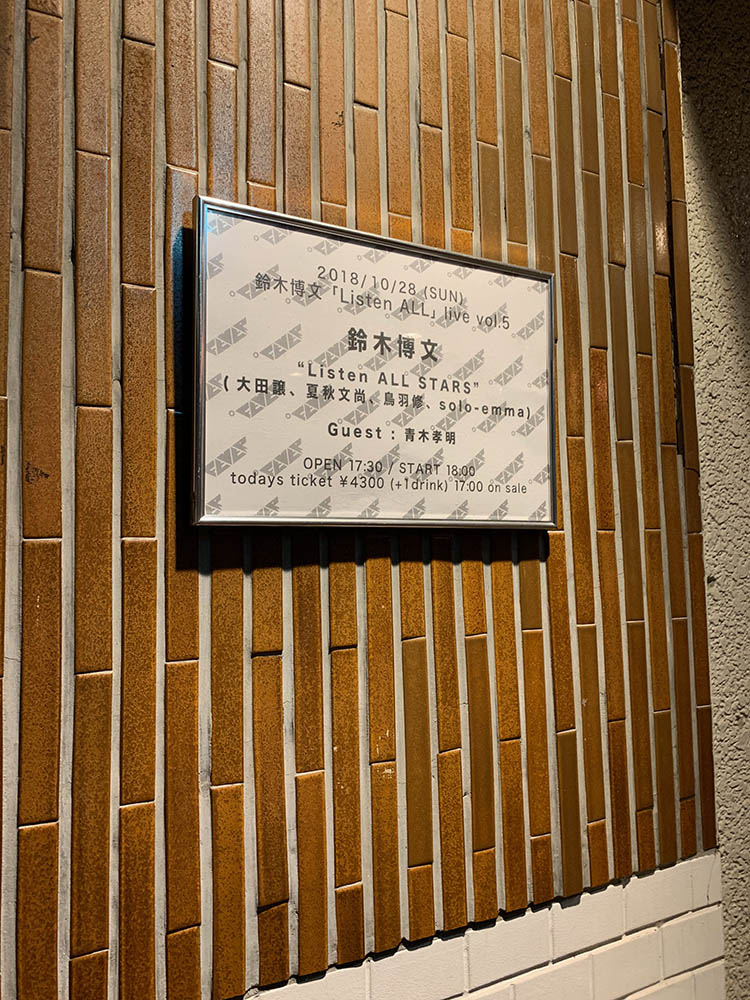 2018/10/28 (SUN)
鈴木博文「Listen ALL」live vol.5
鈴木博文
“Listen ALL STARS”
( 大田譲、夏秋文尚、鳥羽修、solo-emma)
Guest : 青木孝明
OPEN 17:30 / START 18:00
todays ticket ¥4300 (+1drink) 17:00 on sale